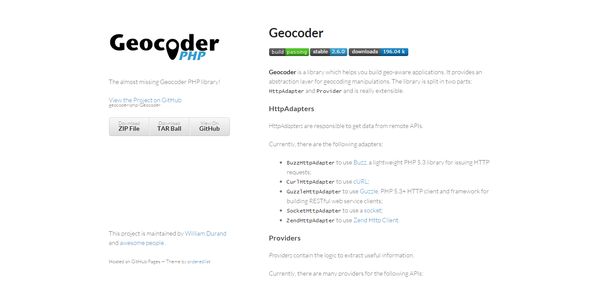 Geocoder
PHP
The almost missing Geocoder PHP library!
View the Project on GitHub
geocoder-php/Geocoder
Download
ZIP File
Download
TAR Ball
View On
GitHub
This project is maintained by William Durand
and awesome people.
Hosted on GitHub Pages — Theme by orderedlist
Geocoder
build passing
stable 2.6.0
downloads 196.04 k
Geocoder is a library which helps you build geo-aware applications. It provides an
abstraction layer for geocoding manipulations. The library is split in two parts:
HttpAdapter and Provider and is really extensible.
HttpAdapters
HttpAdapters are responsible to get data from remote APIs.
Currently, there are the following adapters:
• BuzzHttpAdapter to use Buzz, a lightweight PHP 5.3 library for issuing HTTP
requests;
• CurlHttpAdapter to use cURL;
• GuzzleHttpAdapter to use Guzzle, PHP 5.3+ HTTP client and framework for
building RESTful web service clients;
• SocketHttpAdapter to use a socket;
• ZendHttpAdapter to use Zend Http Client.
Providers
Providers contain the logic to extract useful information.
Currently, there are many providers for the following APIs: